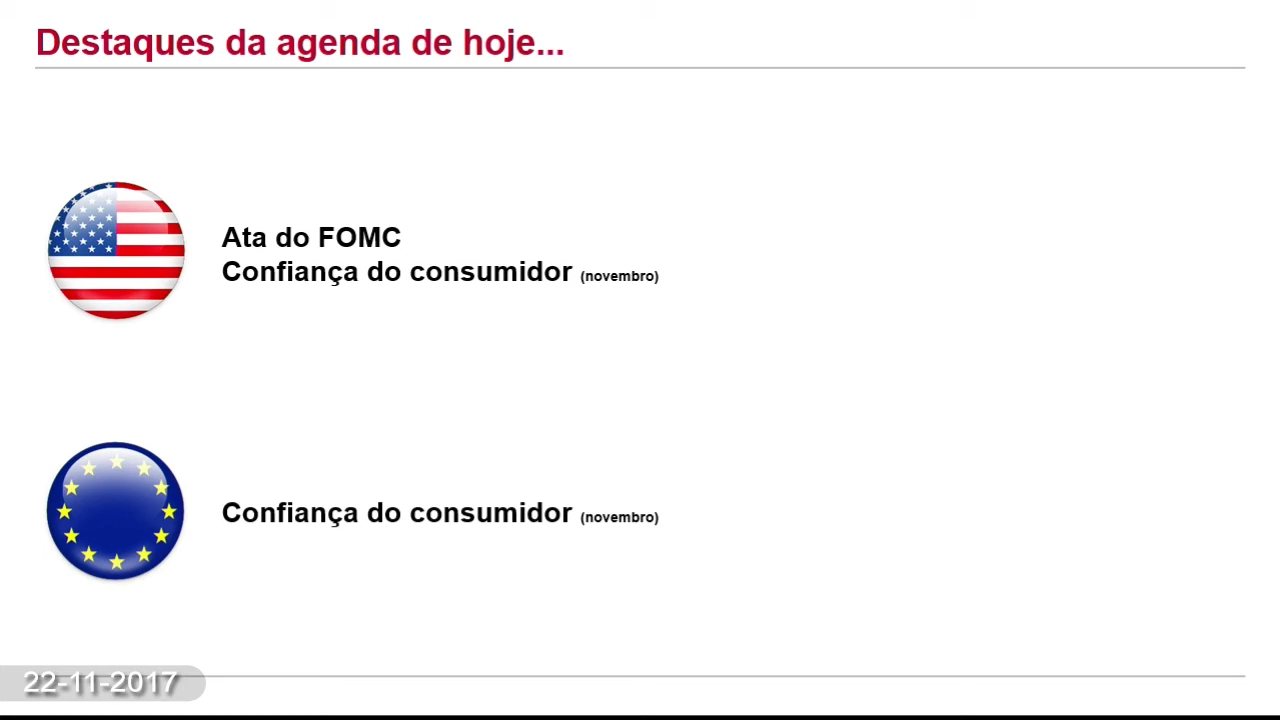 Destaques da agenda de hoje...
Ata do FOMC
Confiança do consumidor (novembro)
Confiança do consumidor (novembro)
22-11-2017